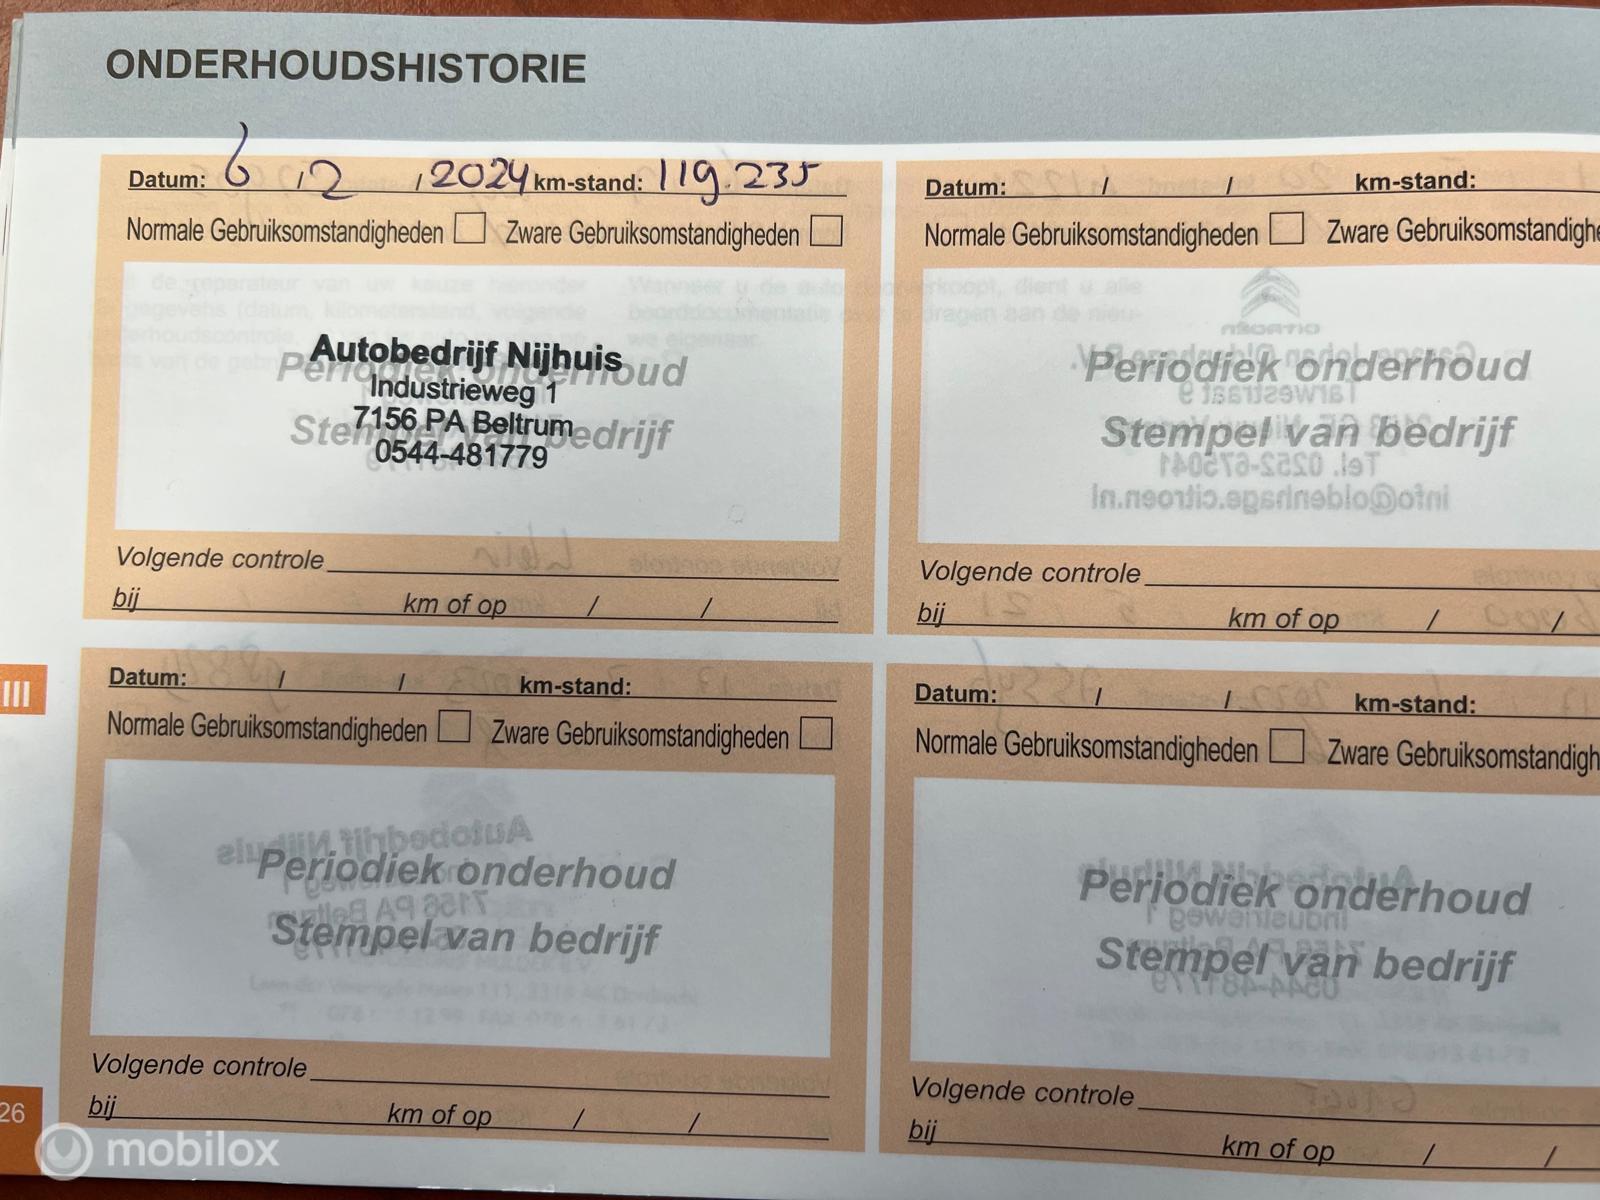 ONDERHOUDSHISTORIE
Datum: 6 / 2 / 2024 km-stand: 119.235
Normale Gebruiksomstandigheden Zware Gebruiksomstandigheden
Autobedrijf Nijhuis
Periodiek onderhoud
Industrieweg 1
7156 PA Beltrum
Stempel van bedrijf
0544-481779
Volgende controle
bij km of op / /
Datum: / / km-stand:
Normale Gebruiksomstandigheden Zware Gebruiksomstandighe
Periodiek onderhoud
Stempel van bedrijf
Volgende controle
bij km of op / /
III
Datum: / / km-stand:
Normale Gebruiksomstandigheden Zware Gebruiksomstandigheden
Periodiek onderhoud
Stempel van bedrijf
Volgende controle
bij km of op / /
Datum: / / km-stand:
Normale Gebruiksomstandigheden Zware Gebruiksomstandigh
Periodiek onderhoud
Stempel van bedrijf
Volgende controle
bij km of op / /
26
mobilox